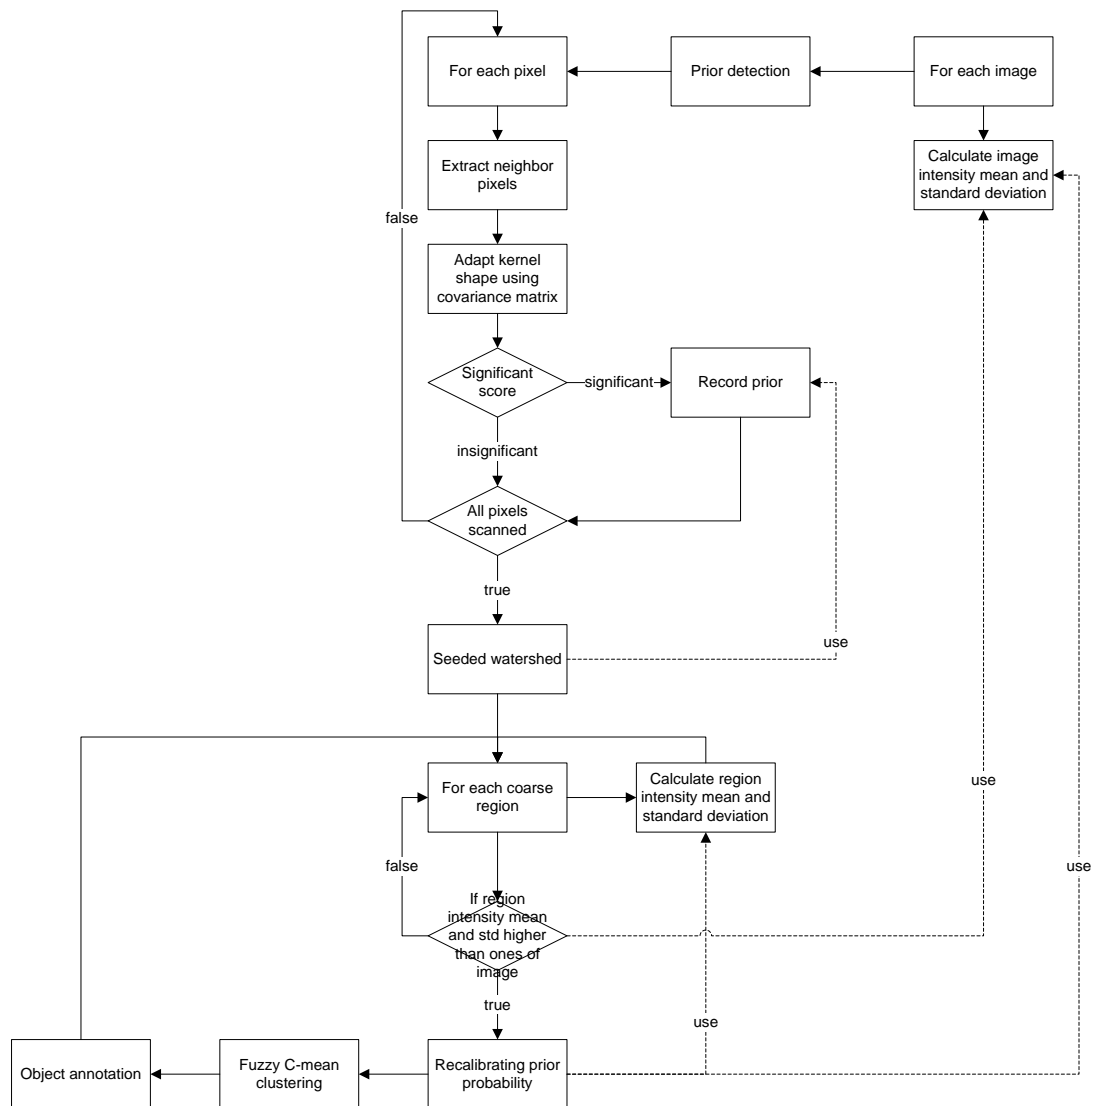 For each pixel
Prior detection
For each image
Extract neighbor
pixels
Calculate image
intensity mean and
standard deviation
false
Adapt kernel
shape using
covariance matrix
Significant
score
significant
Record prior
insignificant
All pixels
scanned
true
Seeded watershed
use
For each coarse
region
Calculate region
intensity mean and
standard deviation
use
false
use
If region
intensity mean
and std higher
than ones of
image
true
use
Object annotation
Fuzzy C-mean
clustering
Recalibrating prior
probability